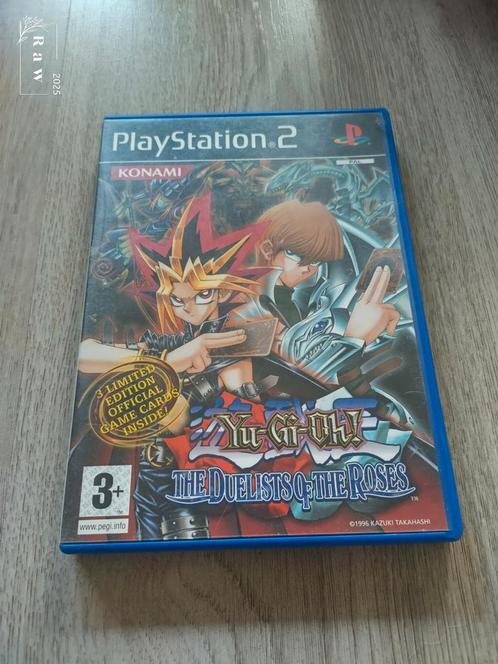 Raw
2025
PlayStation®2
PAL
KONAMI
3 LIMITED
EDITION
OFFICIAL
GAME CARDS
INSIDE!
Yu-Gi-Oh!
THE DUELISTS OF THE ROSES
TM
3+
www.pegi.info
©1996 KAZUKI TAKAHASHI